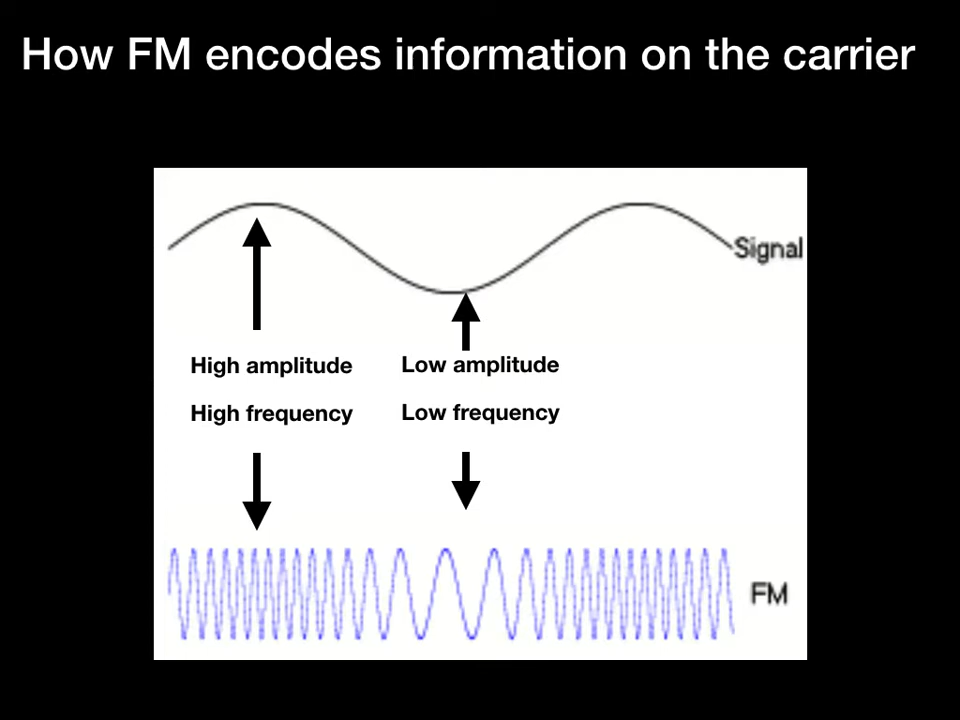 How FM encodes information on the carrier
Signal
High amplitude
Low amplitude
High frequency
Low frequency
FM